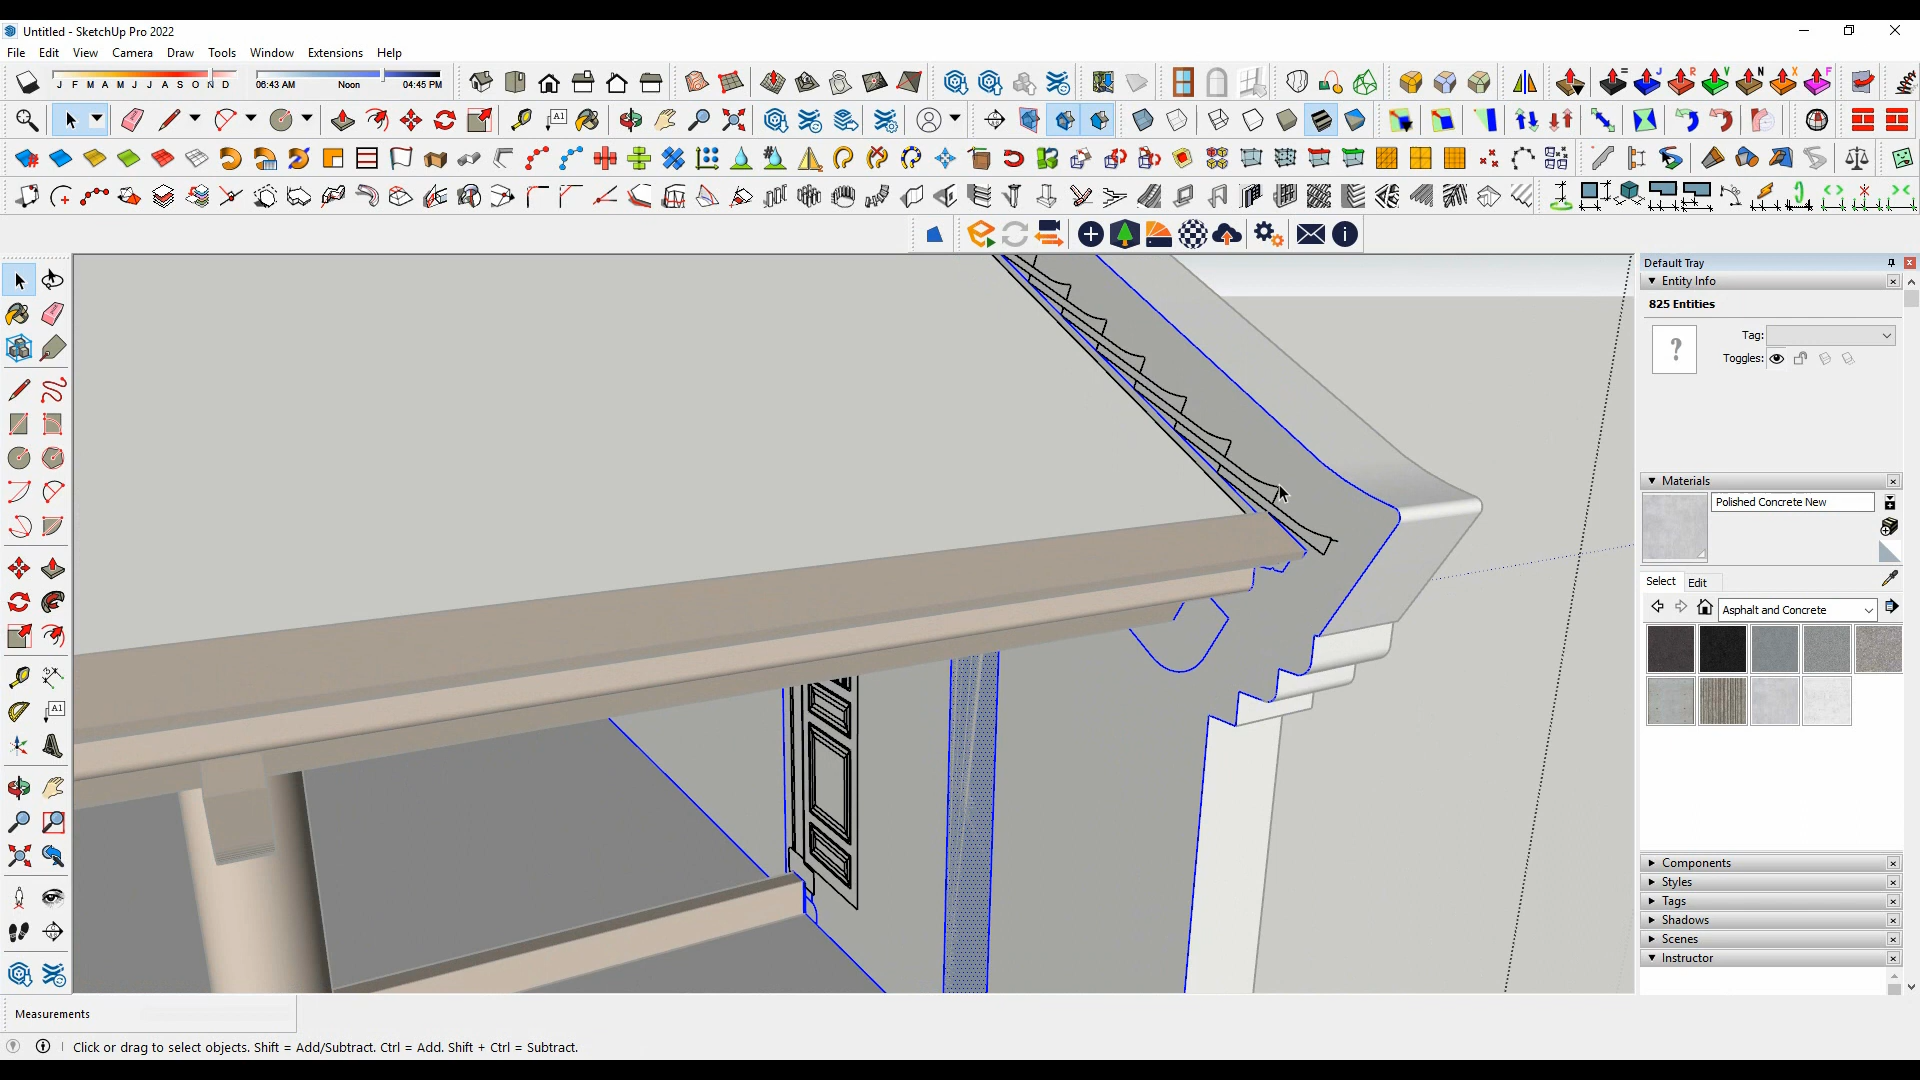 Untitled - SketchUp Pro 2022
File Edit View Camera Draw Tools Window Extensions Help
J F M A M J J A S O N D
06:43 AM Noon 04:45 PM
Default Tray
Entity Info
825 Entities
Tag:
Toggles:
Materials
Polished Concrete New
Select Edit
Asphalt and Concrete
Components
Styles
Tags
Shadows
Scenes
Instructor
Measurements
Click or drag to select objects. Shift = Add/Subtract. Ctrl = Add. Shift + Ctrl = Subtract.